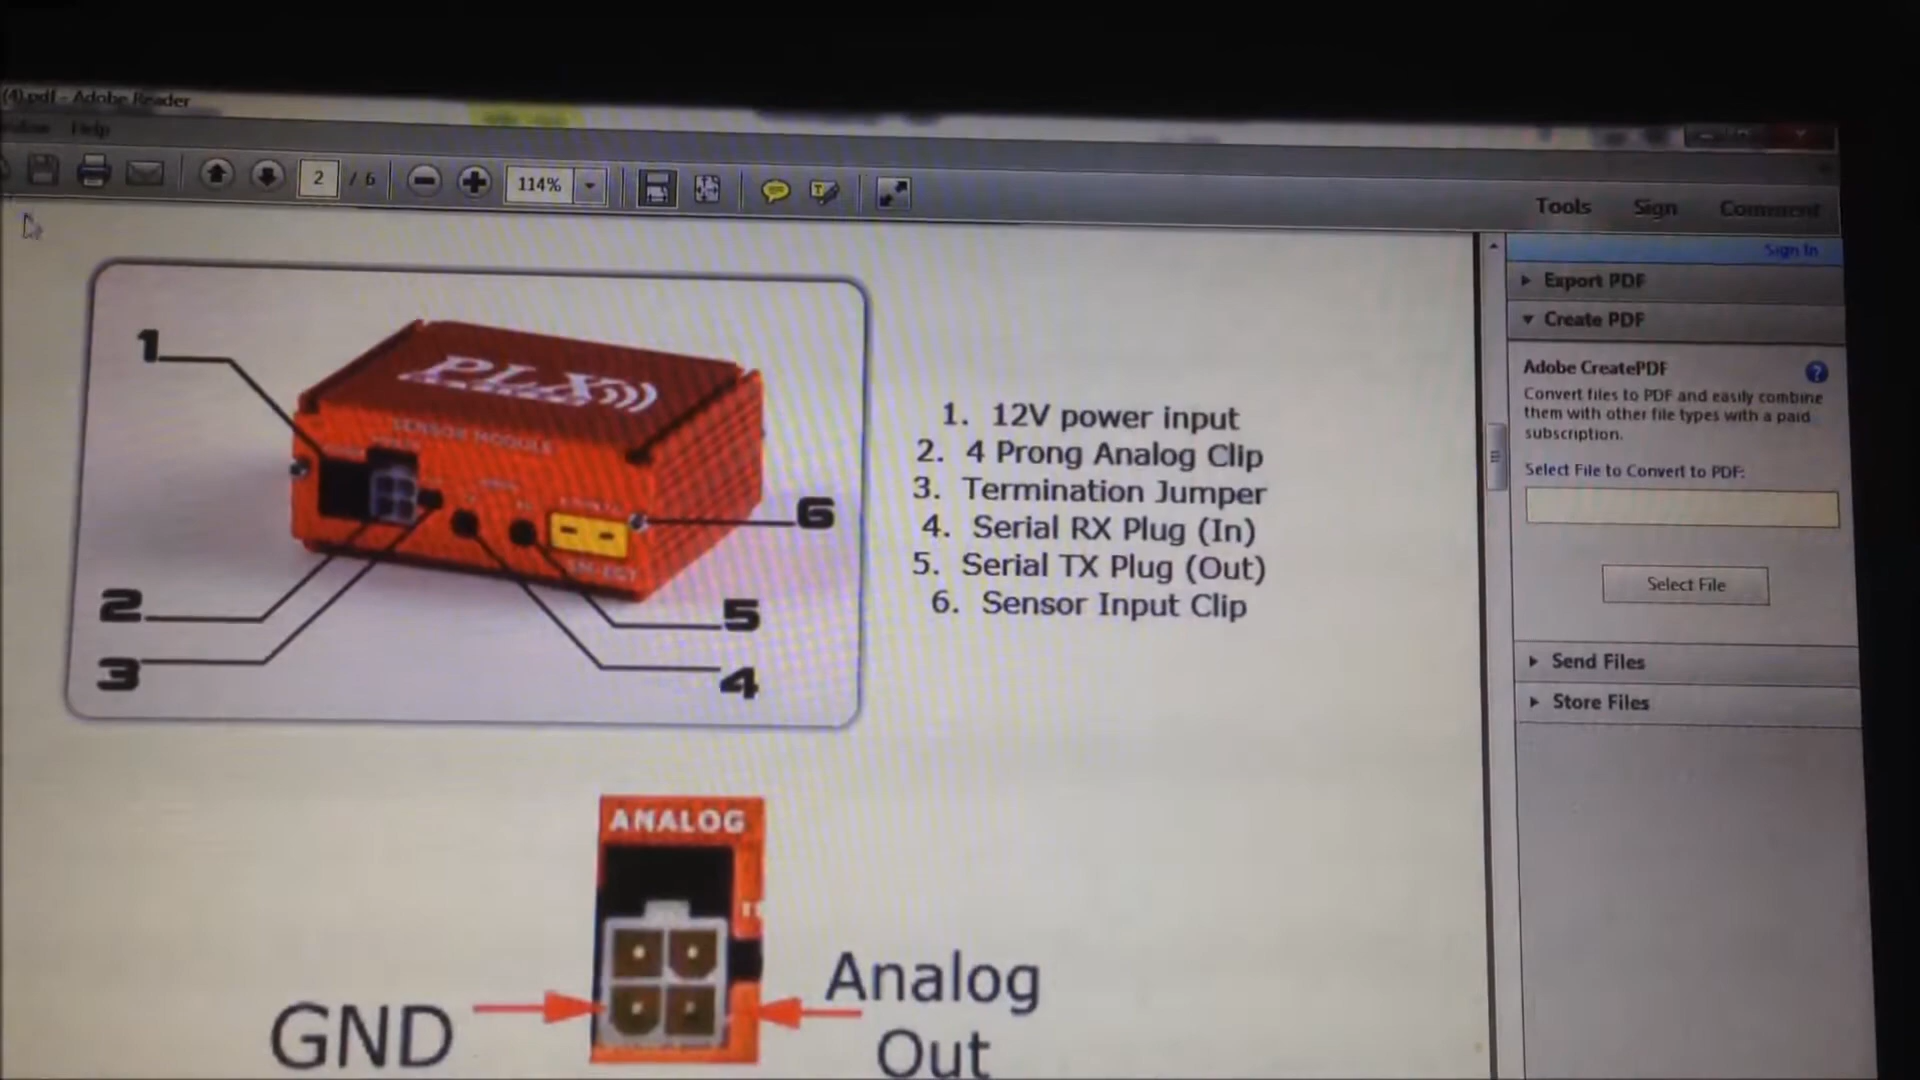 (4).pdf - Adobe Reader
Help
2 / 6
114%
Tools Sign Comment
Sign In
Export PDF
Create PDF
Adobe CreatePDF
Convert files to PDF and easily combine
them with other file types with a paid
subscription.
Select File to Convert to PDF:
Select File
Send Files
Store Files
1
2
3
4
5
6
PLX
SENSOR MODULE
1. 12V power input
2. 4 Prong Analog Clip
3. Termination Jumper
4. Serial RX Plug (In)
5. Serial TX Plug (Out)
6. Sensor Input Clip
ANALOG
GND
Analog
Out